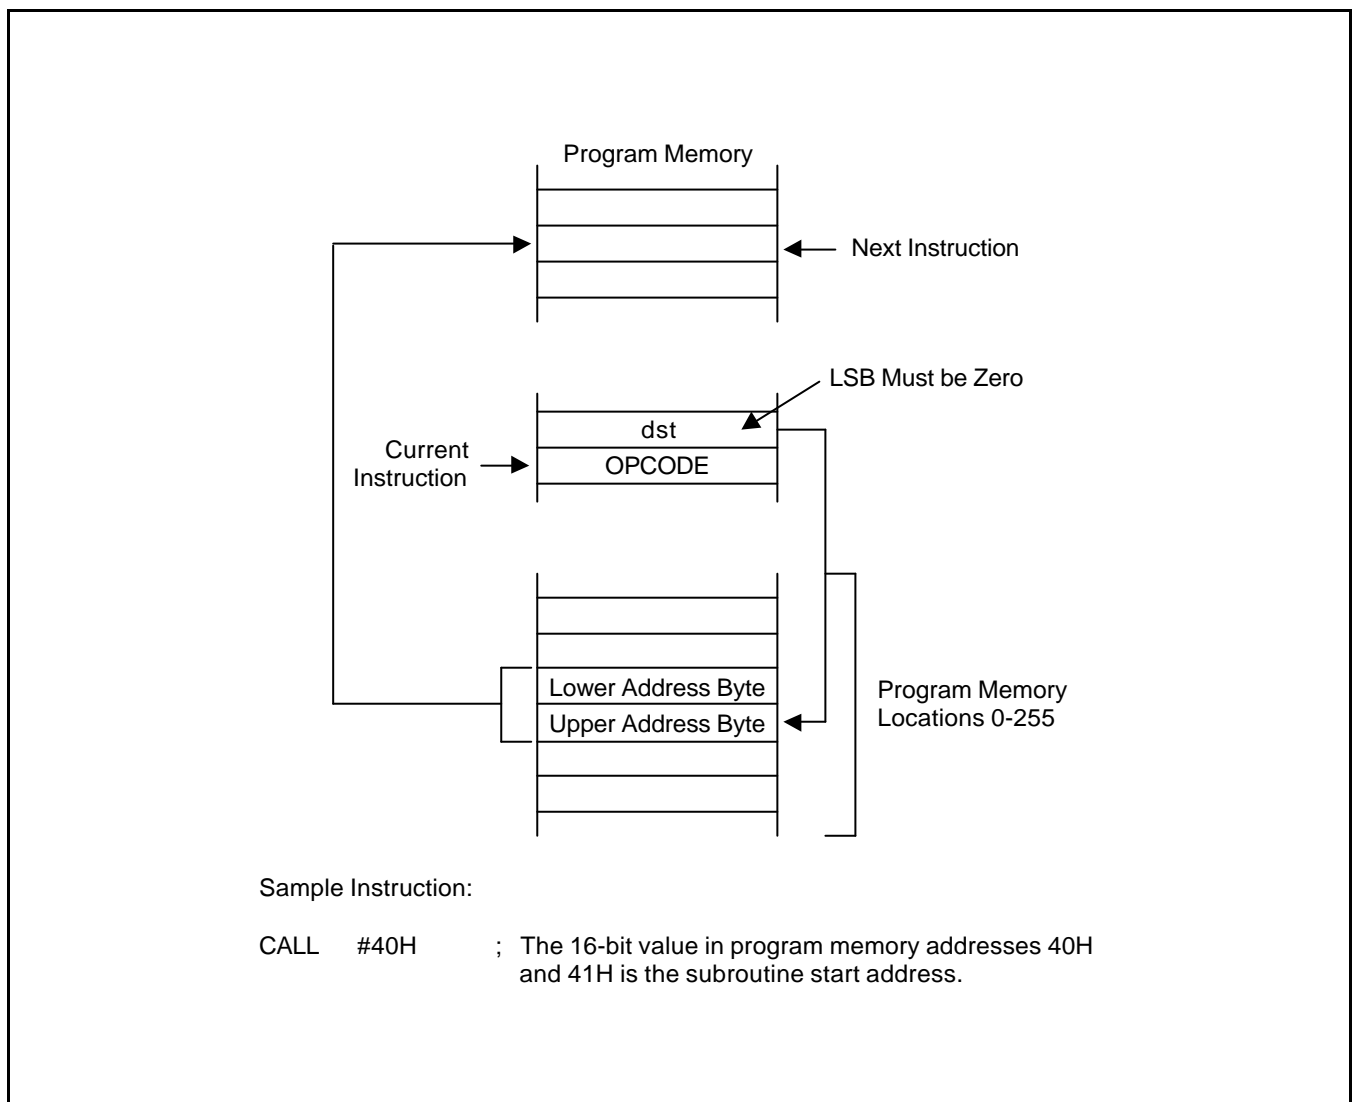 Program Memory
Next Instruction
LSB Must be Zero
dst
Current
Instruction
OPCODE
Lower Address Byte
Upper Address Byte
Program Memory
Locations 0-255
Sample Instruction:
CALL #40H ; The 16-bit value in program memory addresses 40H
and 41H is the subroutine start address.